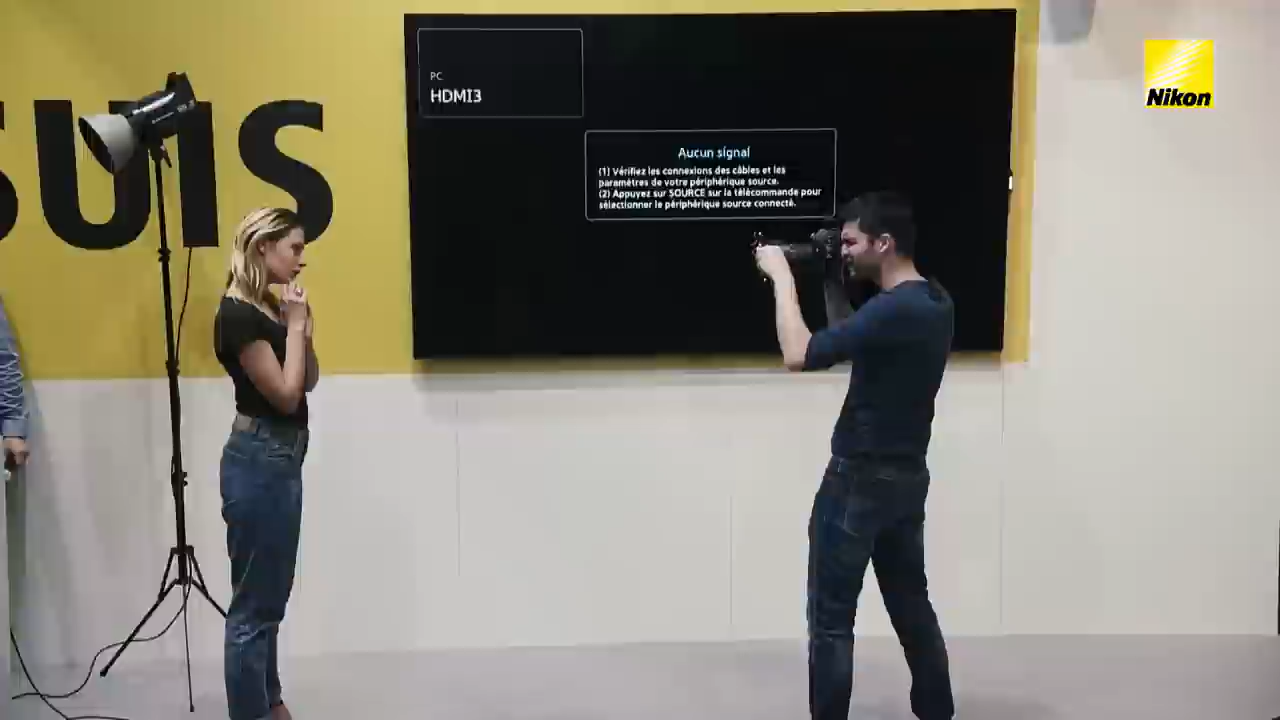 suis
PC
HDMI3
Aucun signal
(1) Vérifiez les connexions des câbles et les
paramètres de votre périphérique source.
(2) Appuyez sur SOURCE sur la télécommande pour
sélectionner le périphérique source connecté.
Nikon